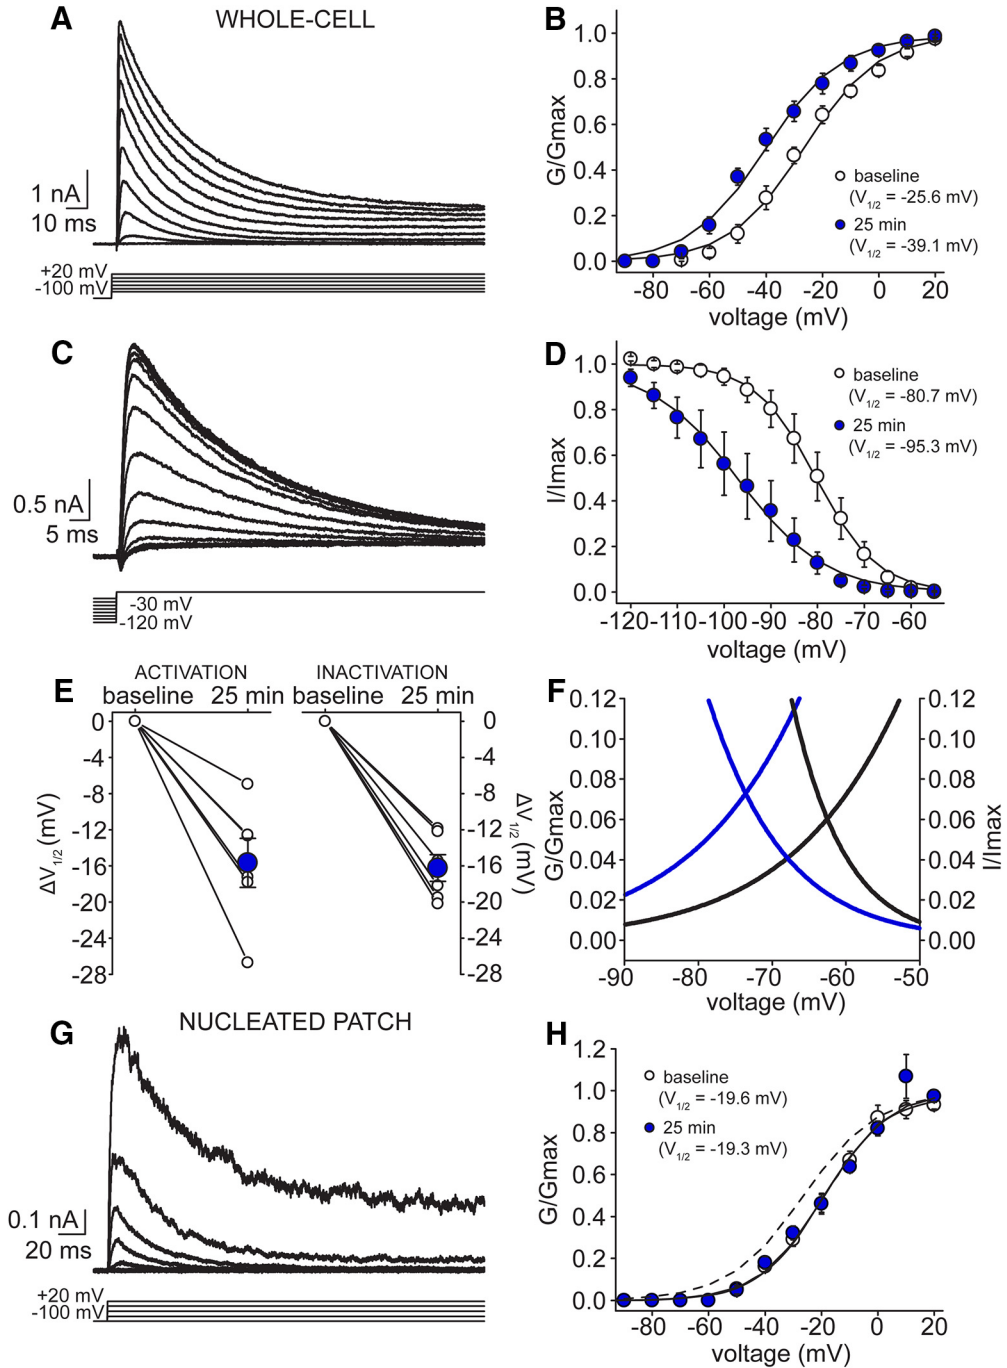 A
WHOLE-CELL
1 nA
10 ms
+20 mV
-100 mV
B
1.0
0.8
0.6
0.4
0.2
0.0
G/Gmax
baseline
(V1/2 = -25.6 mV)
25 min
(V1/2 = -39.1 mV)
-80 -60 -40 -20 0 20
voltage (mV)
C
0.5 nA
5 ms
-30 mV
-120 mV
D
1.0
0.8
0.6
0.4
0.2
0.0
I/Imax
baseline
(V1/2 = -80.7 mV)
25 min
(V1/2 = -95.3 mV)
-120 -110 -100 -90 -80 -70 -60
voltage (mV)
E
ACTIVATION INACTIVATION
baseline 25 min baseline 25 min
0
-4
-8
-12
-16
-20
-24
-28
ΔV1/2 (mV)
0
-4
-8
-12
-16
-20
-24
-28
ΔV1/2 (mV)
F
0.12
0.10
0.08
0.06
0.04
0.02
0.00
G/Gmax
0.12
0.10
0.08
0.06
0.04
0.02
0.00
I/Imax
-90 -80 -70 -60 -50
voltage (mV)
G
NUCLEATED PATCH
0.1 nA
20 ms
+20 mV
-100 mV
H
1.2
1.0
0.8
0.6
0.4
0.2
0.0
G/Gmax
baseline
(V1/2 = -19.6 mV)
25 min
(V1/2 = -19.3 mV)
-80 -60 -40 -20 0 20
voltage (mV)